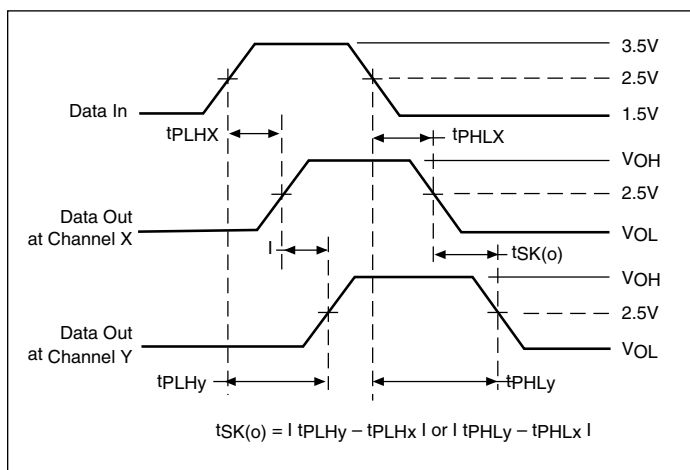 3.5V
2.5V
Data In
1.5V
tPLHX
tPHLX
VOH
2.5V
Data Out
at Channel X
VOL
I
tSK(o)
VOH
2.5V
Data Out
at Channel Y
VOL
tPLHy
tPHLy
tSK(o) = I tPLHy – tPLHx I or I tPHLy – tPHLx I